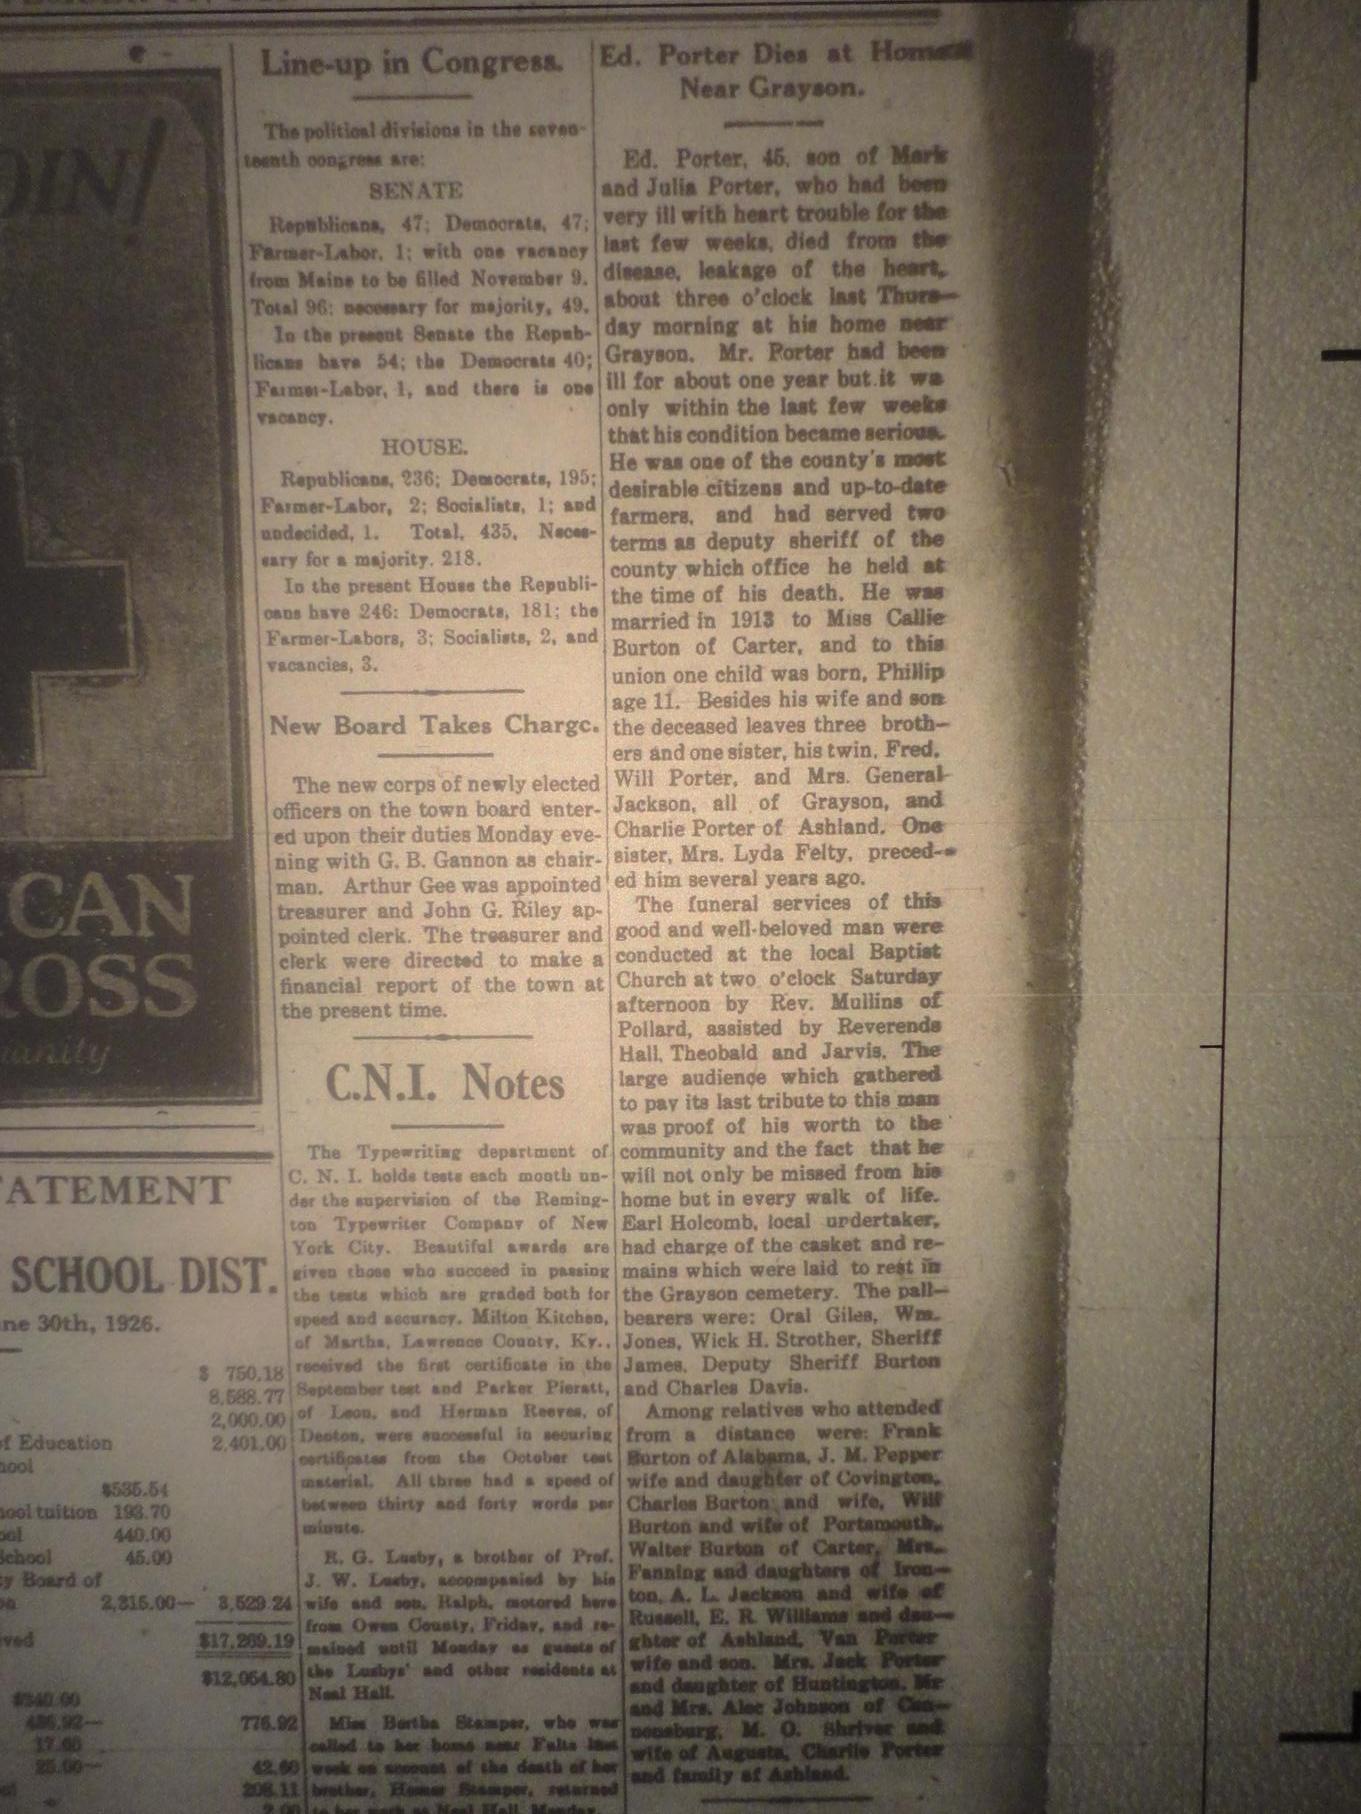 OIN!
CAN
ROSS
manity
TATEMENT
SCHOOL DIST.
ne 30th, 1926.
$ 750.18
8,588.77
2,000.00
of Education 2,401.00
hool
$535.54
hool tuition 193.70
ool 440.00
School 45.00
ty Board of
2,315.00— 3,529.24
ved $17,269.19
$12,054.80
$340.00
436.92— 776.92
17.60
25.00— 42.60
208.11
2.00
Line-up in Congress.
The political divisions in the seven-
teenth congress are:
SENATE
Republicans, 47; Democrats, 47;
Farmer-Labor, 1; with one vacancy
from Maine to be filled November 9.
Total 96; necessary for majority, 49.
In the present Senate the Repub-
licans have 54; the Democrats 40;
Farmer-Labor, 1, and there is one
vacancy.
HOUSE.
Republicans, 236; Democrats, 195;
Farmer-Labor, 2; Socialists, 1; and
undecided, 1. Total, 435. Neces-
sary for a majority, 218.
In the present House the Republi-
cans have 246; Democrats, 181; the
Farmer-Labors, 3; Socialists, 2, and
vacancies, 3.
New Board Takes Charge.
The new corps of newly elected
officers on the town board enter-
ed upon their duties Monday eve-
ning with G. B. Gannon as chair-
man. Arthur Gee was appointed
treasurer and John G. Riley ap-
pointed clerk. The treasurer and
clerk were directed to make a
financial report of the town at
the present time.
C.N.I. Notes
The Typewriting department of
C. N. I. holds tests each month un-
der the supervision of the Reming-
ton Typewriter Company of New
York City. Beautiful awards are
given those who succeed in passing
the tests which are graded both for
speed and accuracy. Milton Kitchen,
of Martha, Lawrence County, Ky.,
received the first certificate in the
September test and Parker Pieratt,
of Leon, and Herman Reeves, of
Denton, were successful in securing
certificates from the October test
material. All three had a speed of
between thirty and forty words per
minute.
R. G. Lusby, a brother of Prof.
J. W. Lusby, accompanied by his
wife and son, Ralph, motored here
from Owen County, Friday, and re-
mained until Monday as guests of
the Lusbys' and other residents at
Neal Hall.
Miss Bertha Stamper, who was
called to her home near Falls last
week on account of the death of her
brother, Homer Stamper, returned
to her work at Neal Hall, Monday.
Ed. Porter Dies at Home
Near Grayson.
Ed. Porter, 45, son of Mark
and Julia Porter, who had been
very ill with heart trouble for the
last few weeks, died from the
disease, leakage of the heart,
about three o'clock last Thurs-
day morning at his home near
Grayson. Mr. Porter had been
ill for about one year but it wa
only within the last few weeks
that his condition became serious.
He was one of the county's most
desirable citizens and up-to-date
farmers, and had served two
terms as deputy sheriff of the
county which office he held at
the time of his death. He was
married in 1913 to Miss Callie
Burton of Carter, and to this
union one child was born, Phillip
age 11. Besides his wife and son
the deceased leaves three broth-
ers and one sister, his twin, Fred,
Will Porter, and Mrs. General
Jackson, all of Grayson, and
Charlie Porter of Ashland. One
sister, Mrs. Lyda Felty, preced-
ed him several years ago.
The funeral services of this
good and well-beloved man were
conducted at the local Baptist
Church at two o'clock Saturday
afternoon by Rev. Mullins of
Pollard, assisted by Reverends
Hall, Theobald and Jarvis. The
large audience which gathered
to pay its last tribute to this man
was proof of his worth to the
community and the fact that he
will not only be missed from his
home but in every walk of life.
Earl Holcomb, local undertaker,
had charge of the casket and re-
mains which were laid to rest in
the Grayson cemetery. The pall-
bearers were: Oral Giles, Wm.
Jones, Wick H. Strother, Sheriff
James, Deputy Sheriff Burton
and Charles Davis.
Among relatives who attended
from a distance were: Frank
Burton of Alabama, J. M. Pepper
wife and daughter of Covington,
Charles Burton and wife, Will
Burton and wife of Portsmouth,
Walter Burton of Carter, Mrs.
Fanning and daughters of Iron-
ton, A. L. Jackson and wife of
Russell, E. R. Williams and dau-
ghter of Ashland, Van Porter
wife and son. Mrs. Jack Porter
and daughter of Huntington, Mr
and Mrs. Alec Johnson of Can-
nonsburg, M. O. Shriver and
wife of Augusta, Charlie Porter
and family of Ashland.